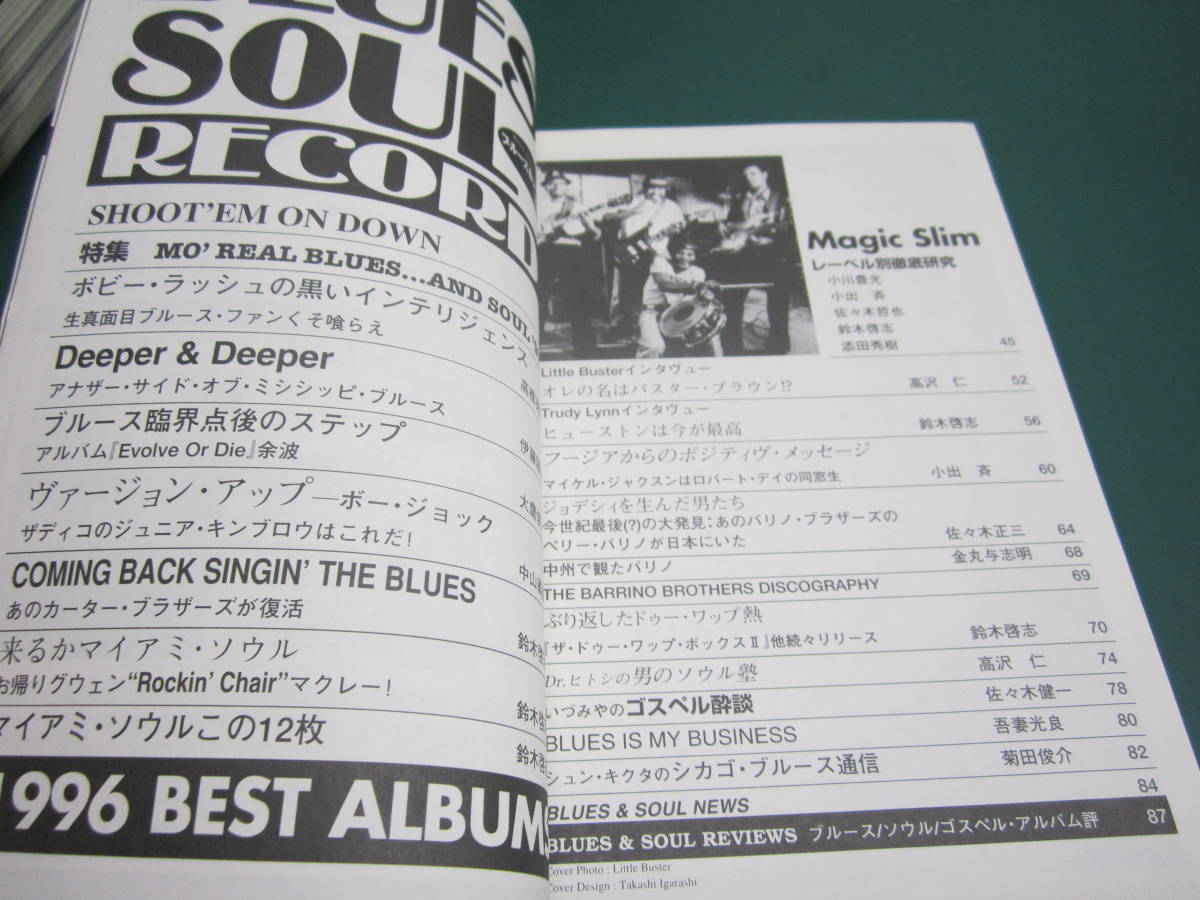 BLUES
SOUL
RECORD
SHOOT'EM ON DOWN
特集 MO' REAL BLUES...AND SOUL
ボビー・ラッシュの黒いインテリジェンス
生真面目ブルース・ファンくそ喰らえ
Deeper & Deeper
アナザー・サイド・オブ・ミシシッピ・ブルース
ブルース臨界点後のステップ
アルバム『Evolve Or Die』余波
ヴァージョン・アップ—ボー・ジョック
ザディコのジュニア・キンブロウはこれだ!
COMING BACK SINGIN' THE BLUES
あのカーター・ブラザーズが復活
来るかマイアミ・ソウル
お帰りグウェン"Rockin' Chair"マクレー!
マイアミ・ソウルこの12枚
1996 BEST ALBUMS
Magic Slim
レーベル別徹底研究
小川豊光
小出 斉
佐々木哲也
鈴木啓志
添田秀樹 45
Little Busterインタヴュー
オレの名はバスター・ブラウン!? 高沢 仁 52
Trudy Lynnインタヴュー
ヒューストンは今が最高 鈴木啓志 56
フージアからのポジティヴ・メッセージ
マイケル・ジャクスンはロバート・デイの同窓生 小出 斉 60
ジョデシィを生んだ男たち
今世紀最後(?)の大発見:あのバリノ・ブラザーズの
ペリー・バリノが日本にいた 佐々木正三 64
中州で観たバリノ 金丸与志明 68
THE BARRINO BROTHERS DISCOGRAPHY 69
ぶり返したドゥー・ワップ熱
『ザ・ドゥー・ワップ・ボックスⅡ』他続々リリース 鈴木啓志 70
Dr.ヒトシの男のソウル塾 高沢 仁 74
いづみやのゴスペル酔談 佐々木健一 78
BLUES IS MY BUSINESS 吾妻光良 80
シュン・キクタのシカゴ・ブルース通信 菊田俊介 82
BLUES & SOUL NEWS 84
BLUES & SOUL REVIEWS ブルース/ソウル/ゴスペル・アルバム評 87
Cover Photo : Little Buster
Cover Design : Takashi Igarashi